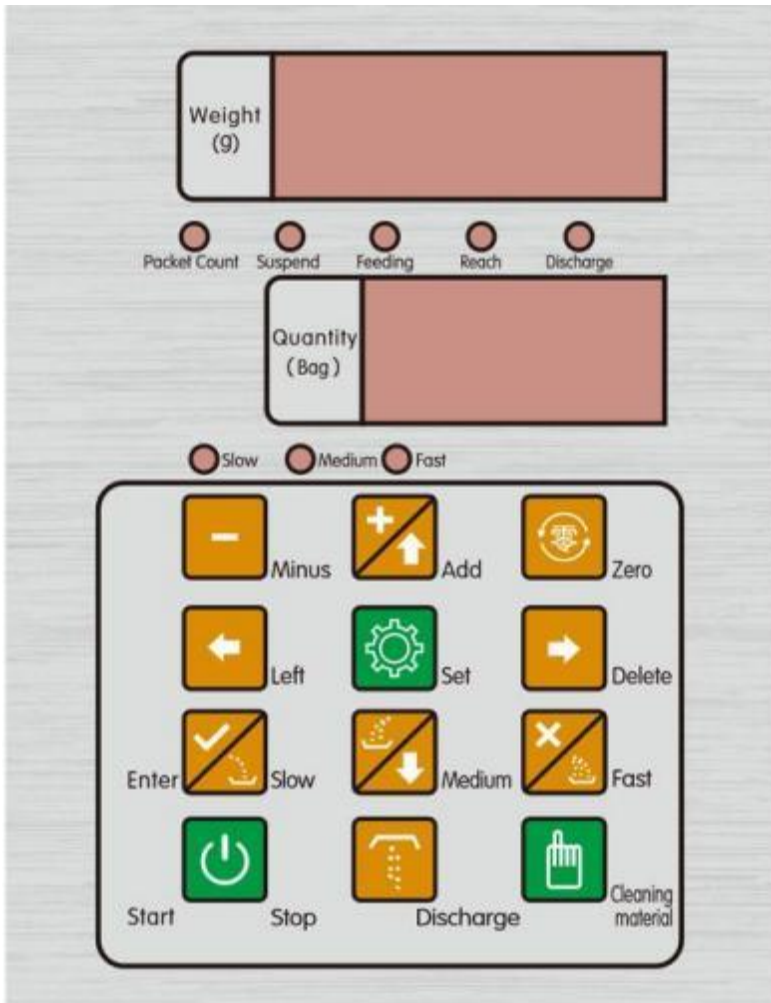 Weight
(g)
Packet Count Suspend Feeding Reach Discharge
Quantity
(Bag)
Slow Medium Fast
- Minus + Add 零 Zero
Left Set Delete
Enter Slow Medium Fast
Start Stop Discharge Cleaning
material